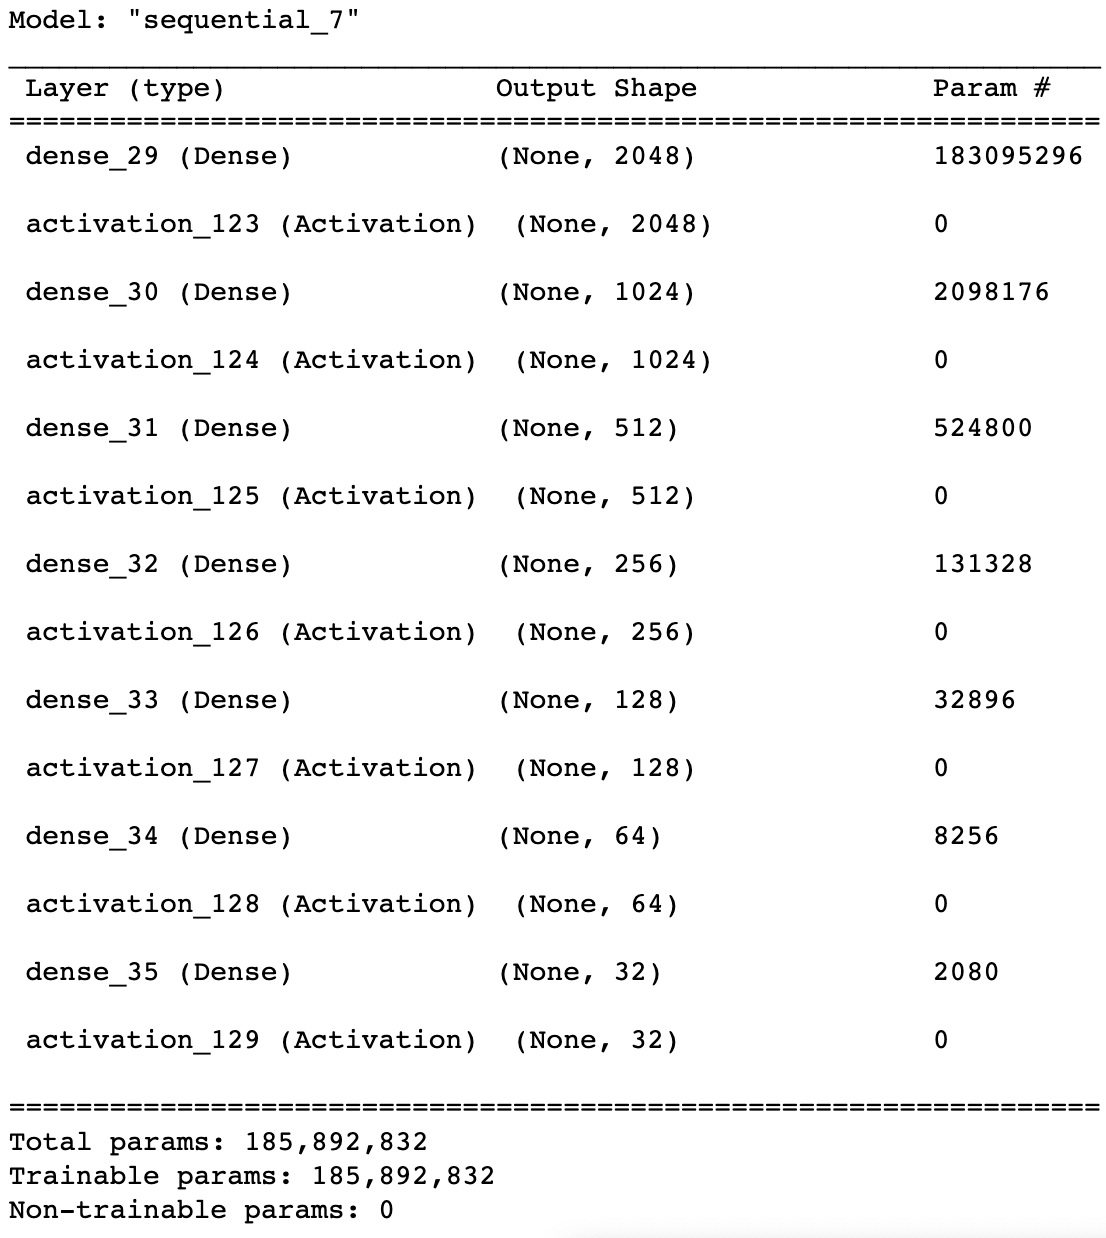 Model: "sequential_7"
Layer (type) Output Shape Param #
dense_29 (Dense) (None, 2048) 183095296
activation_123 (Activation) (None, 2048) 0
dense_30 (Dense) (None, 1024) 2098176
activation_124 (Activation) (None, 1024) 0
dense_31 (Dense) (None, 512) 524800
activation_125 (Activation) (None, 512) 0
dense_32 (Dense) (None, 256) 131328
activation_126 (Activation) (None, 256) 0
dense_33 (Dense) (None, 128) 32896
activation_127 (Activation) (None, 128) 0
dense_34 (Dense) (None, 64) 8256
activation_128 (Activation) (None, 64) 0
dense_35 (Dense) (None, 32) 2080
activation_129 (Activation) (None, 32) 0
Total params: 185,892,832
Trainable params: 185,892,832
Non-trainable params: 0